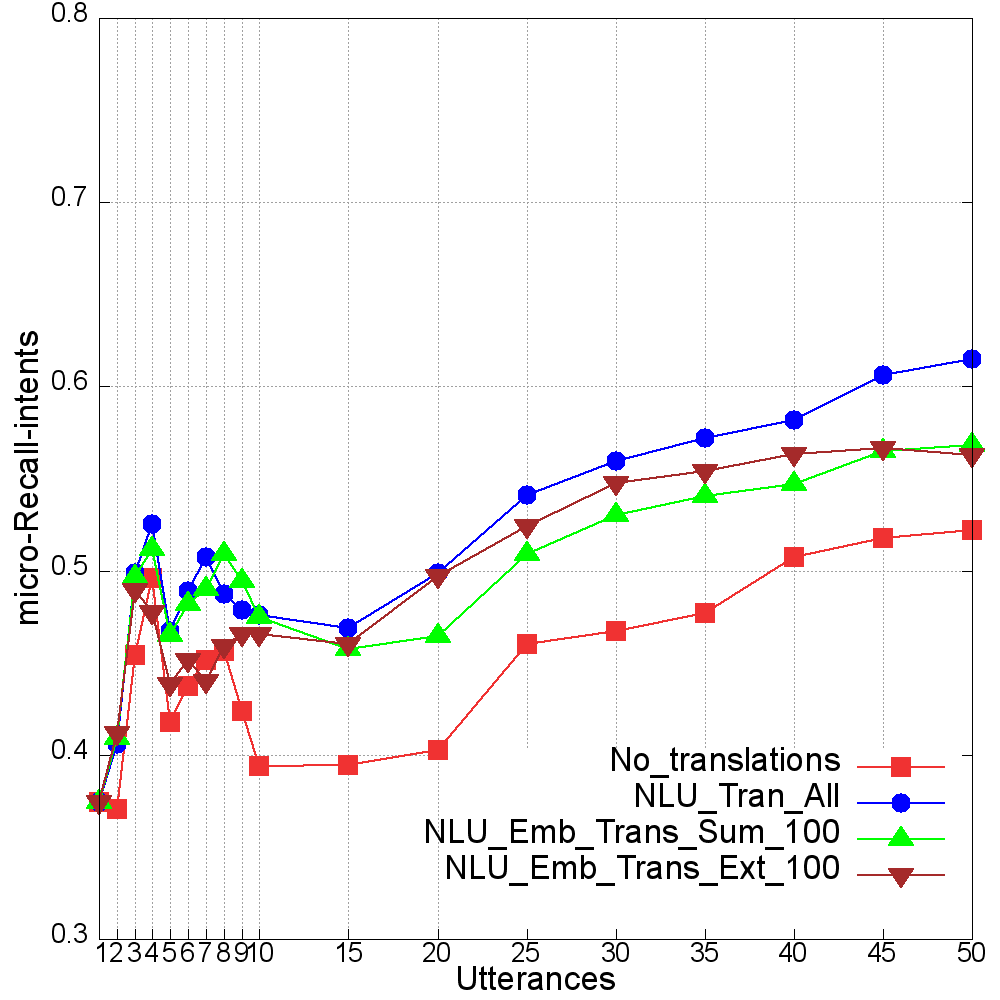 0.8
0.7
0.6
0.5
0.4
0.3
micro-Recall-intents
No_translations
NLU_Tran_All
NLU_Emb_Trans_Sum_100
NLU_Emb_Trans_Ext_100
1 2 3 4 5 6 7 8 9 10 15 20 25 30 35 40 45 50
Utterances